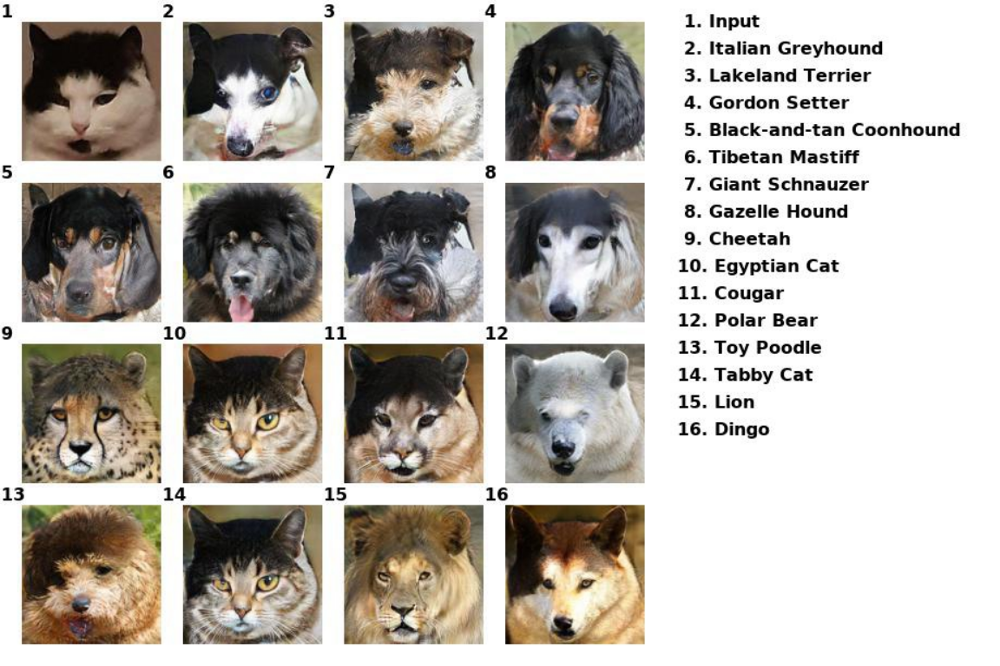 1 2 3 4
5 6 7 8
9 10 11 12
13 14 15 16
1. Input
2. Italian Greyhound
3. Lakeland Terrier
4. Gordon Setter
5. Black-and-tan Coonhound
6. Tibetan Mastiff
7. Giant Schnauzer
8. Gazelle Hound
9. Cheetah
10. Egyptian Cat
11. Cougar
12. Polar Bear
13. Toy Poodle
14. Tabby Cat
15. Lion
16. Dingo